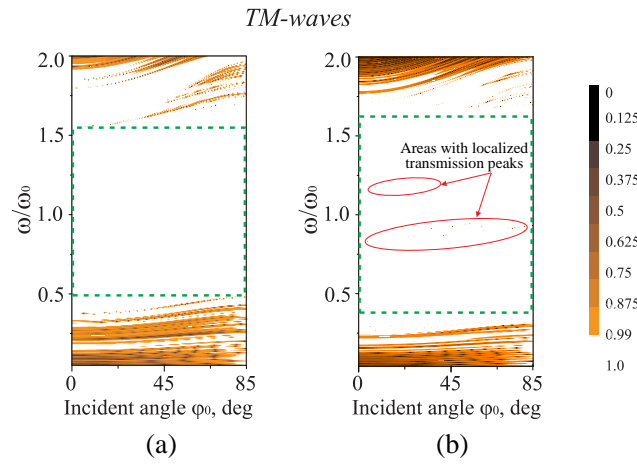 TM-waves
2.0
1.5
1.0
0.5
ω/ω₀
0
45
85
Incident angle φ₀, deg
(a)
2.0
1.5
1.0
0.5
ω/ω₀
Areas with localized
transmission peaks
0
45
85
Incident angle φ₀, deg
(b)
0
0.125
0.25
0.375
0.5
0.625
0.75
0.875
0.99
1.0